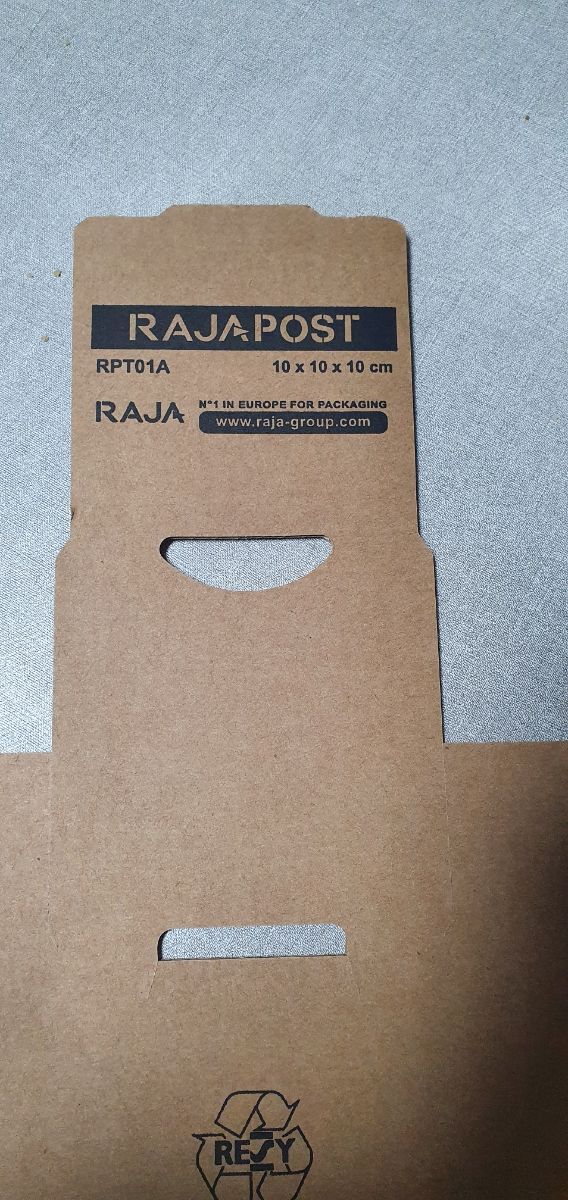 RAJAPOST
RPT01A 10 x 10 x 10 cm
RAJA N°1 IN EUROPE FOR PACKAGING
www.raja-group.com
RESY